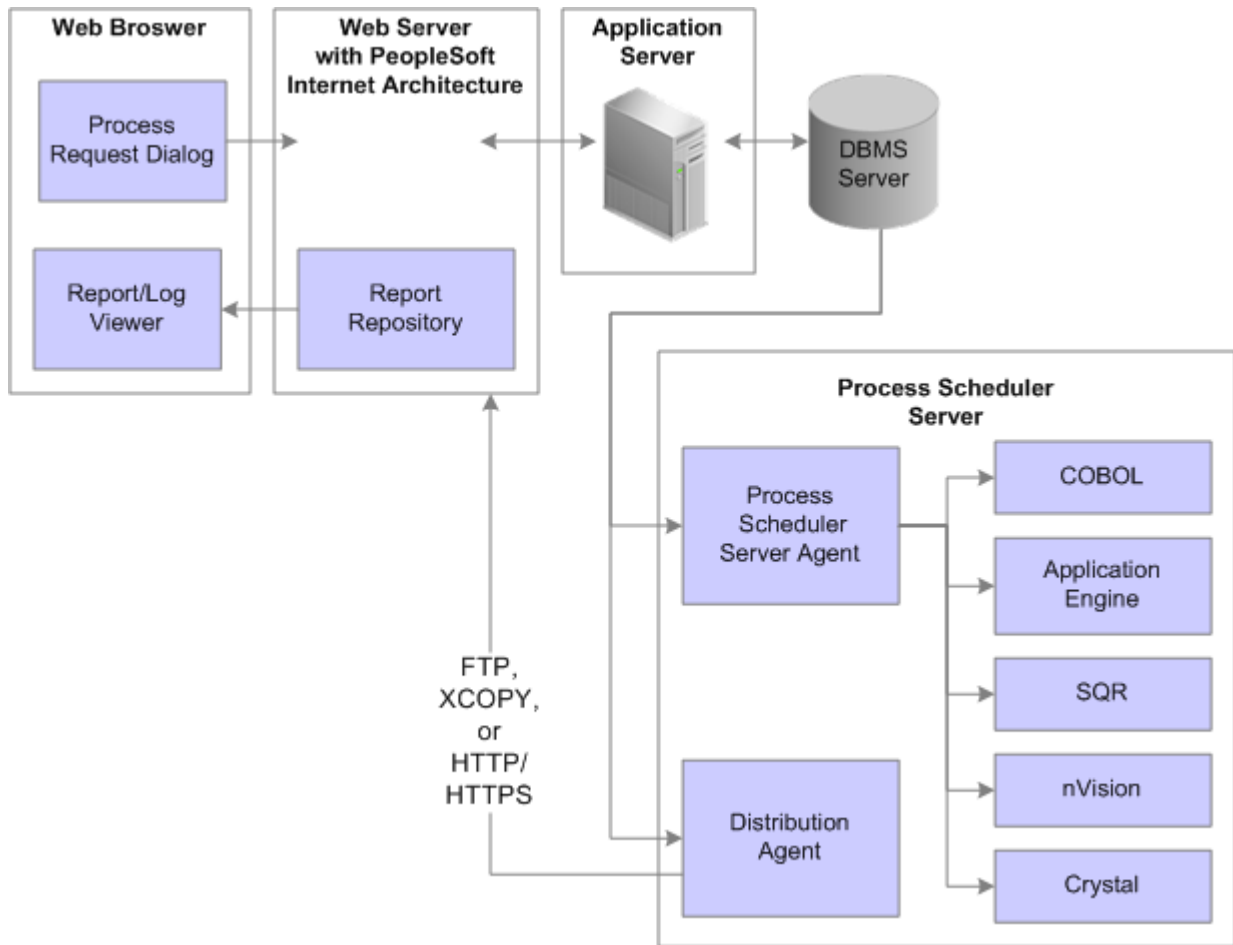 Web Broswer
Process
Request Dialog
Report/Log
Viewer
Web Server
with PeopleSoft
Internet Architecture
Report
Repository
Application
Server
DBMS
Server
FTP,
XCOPY,
or
HTTP/
HTTPS
Process Scheduler
Server
Process
Scheduler
Server Agent
Distribution
Agent
COBOL
Application
Engine
SQR
nVision
Crystal